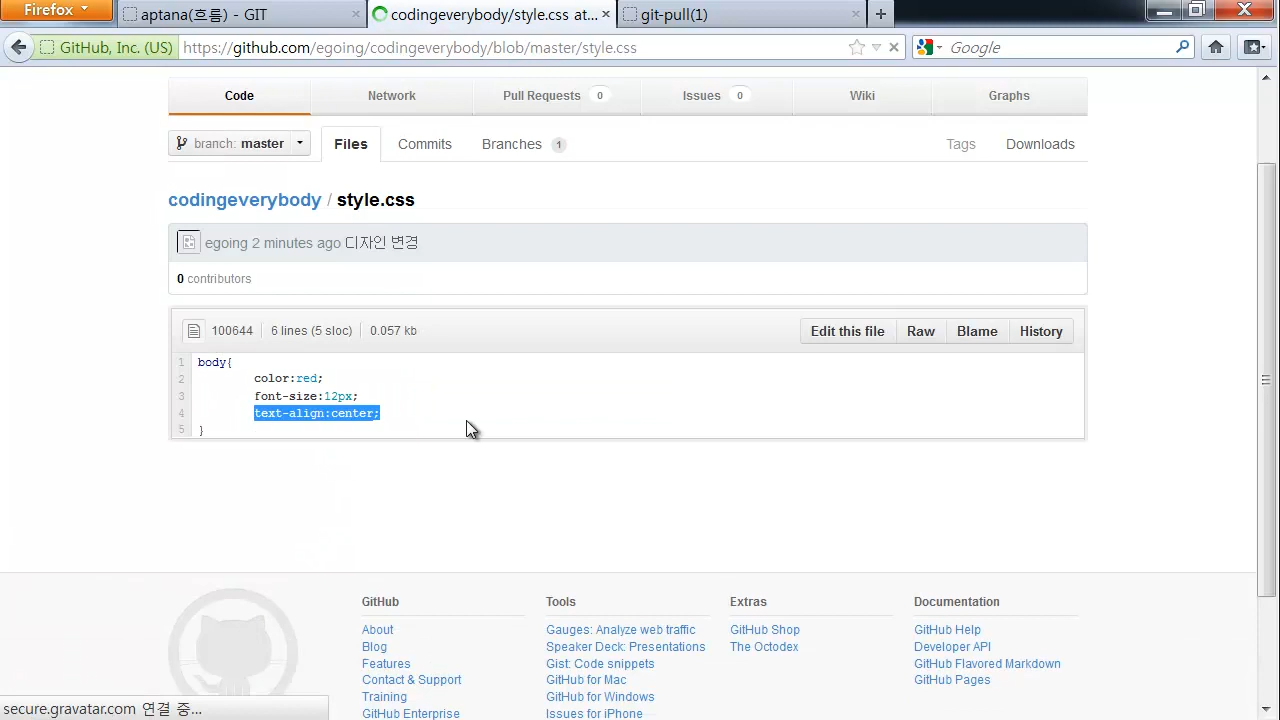 Firefox
aptana(흐름) - GIT
codingeverybody/style.css at...
git-pull(1)
GitHub, Inc. (US)
https://github.com/egoing/codingeverybody/blob/master/style.css
Google
Code
Network
Pull Requests 0
Issues 0
Wiki
Graphs
branch: master
Files
Commits
Branches 1
Tags
Downloads
codingeverybody / style.css
egoing 2 minutes ago 디자인 변경
0 contributors
100644
6 lines (5 sloc)
0.057 kb
Edit this file
Raw
Blame
History
1 body{
2 color:red;
3 font-size:12px;
4 text-align:center;
5 }
GitHub
About
Blog
Features
Contact & Support
Training
GitHub Enterprise
Tools
Gauges: Analyze web traffic
Speaker Deck: Presentations
Gist: Code snippets
GitHub for Mac
GitHub for Windows
Issues for iPhone
Extras
GitHub Shop
The Octodex
Documentation
GitHub Help
Developer API
GitHub Flavored Markdown
GitHub Pages
secure.gravatar.com 연결 중...